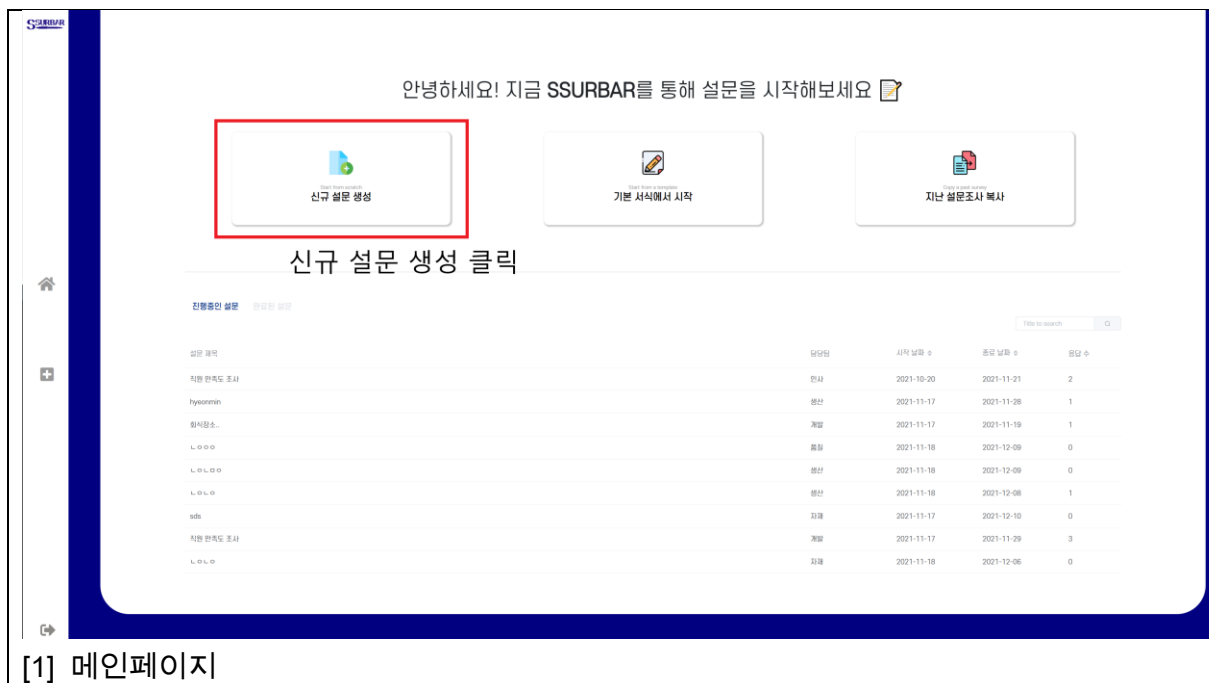 SSURBAR
안녕하세요! 지금 SSURBAR를 통해 설문을 시작해보세요
Start from scratch
신규 설문 생성
Start from a template
기본 서식에서 시작
Copy a past survey
지난 설문조사 복사
신규 설문 생성 클릭
진행중인 설문 완료된 설문
Title to search
설문 제목 담당팀 시작 날짜 종료 날짜 응답 수
직원 만족도 조사 인사 2021-10-20 2021-11-21 2
hyeonmin 생산 2021-11-17 2021-11-28 1
회식장소.. 개발 2021-11-17 2021-11-19 1
ㄴㅇㅇㅇ 품질 2021-11-18 2021-12-09 0
ㄴㅇㄴㅁㅇ 생산 2021-11-18 2021-12-09 0
ㄴㅇㄴㅇ 생산 2021-11-18 2021-12-08 1
sds 자재 2021-11-17 2021-12-10 0
직원 만족도 조사 개발 2021-11-17 2021-11-29 3
ㄴㅇㄴㅇ 자재 2021-11-18 2021-12-06 0
[1] 메인페이지